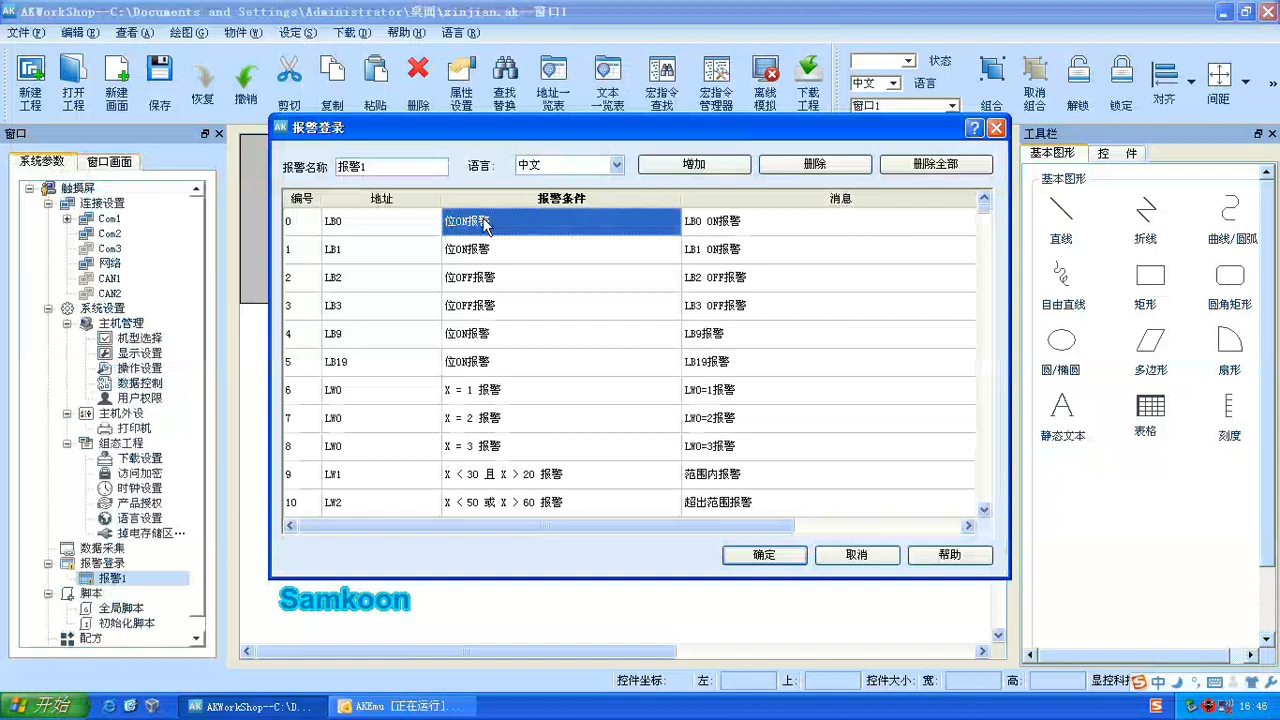 AKWorkShop--C:\Documents and Settings\Administrator\桌面\xinjian.ak--窗口1
文件(F) 编辑(E) 查看(A) 绘图(G) 物件(W) 设定(S) 下载(D) 帮助(H) 语言(R)
新建工程 打开工程 新建画面 保存 恢复 撤销 剪切 复制 粘贴 删除 属性设置 查找替换 地址一览表 文本一览表 宏指令查找 宏指令管理器 离线模拟 下载工程
状态
中文 语言
窗口1
组合 取消组合 解锁 锁定 对齐 间距
窗口
系统参数 窗口画面
触摸屏
连接设置
Com1
Com2
Com3
网络
CAN1
CAN2
系统设置
主机管理
机型选择
显示设置
操作设置
数据控制
用户权限
主机外设
打印机
组态工程
下载设置
访问加密
时钟设置
产品授权
语言设置
掉电存储区…
数据采集
报警登录
报警1
脚本
全局脚本
初始化脚本
配方
AK 报警登录
报警名称 报警1 语言: 中文 增加 删除 删除全部
编号 地址 报警条件 消息
0 LB0 位ON报警 LB0 ON报警
1 LB1 位ON报警 LB1 ON报警
2 LB2 位OFF报警 LB2 OFF报警
3 LB3 位OFF报警 LB3 OFF报警
4 LB9 位ON报警 LB9报警
5 LB19 位ON报警 LB19报警
6 LW0 X = 1 报警 LW0=1报警
7 LW0 X = 2 报警 LW0=2报警
8 LW0 X = 3 报警 LW0=3报警
9 LW1 X < 30 且 X > 20 报警 范围内报警
10 LW2 X < 50 或 X > 60 报警 超出范围报警
确定 取消 帮助
Samkoon
工具栏
基本图形 控 件
基本图形
直线 折线 曲线/圆弧
自由直线 矩形 圆角矩形
圆/椭圆 多边形 扇形
静态文本 表格 刻度
控件坐标: 左: 上: 控件大小: 宽: 高: 显控科技
开始 AKWorkShop--C:\D... AKEmu [正在运行] 中 16:46